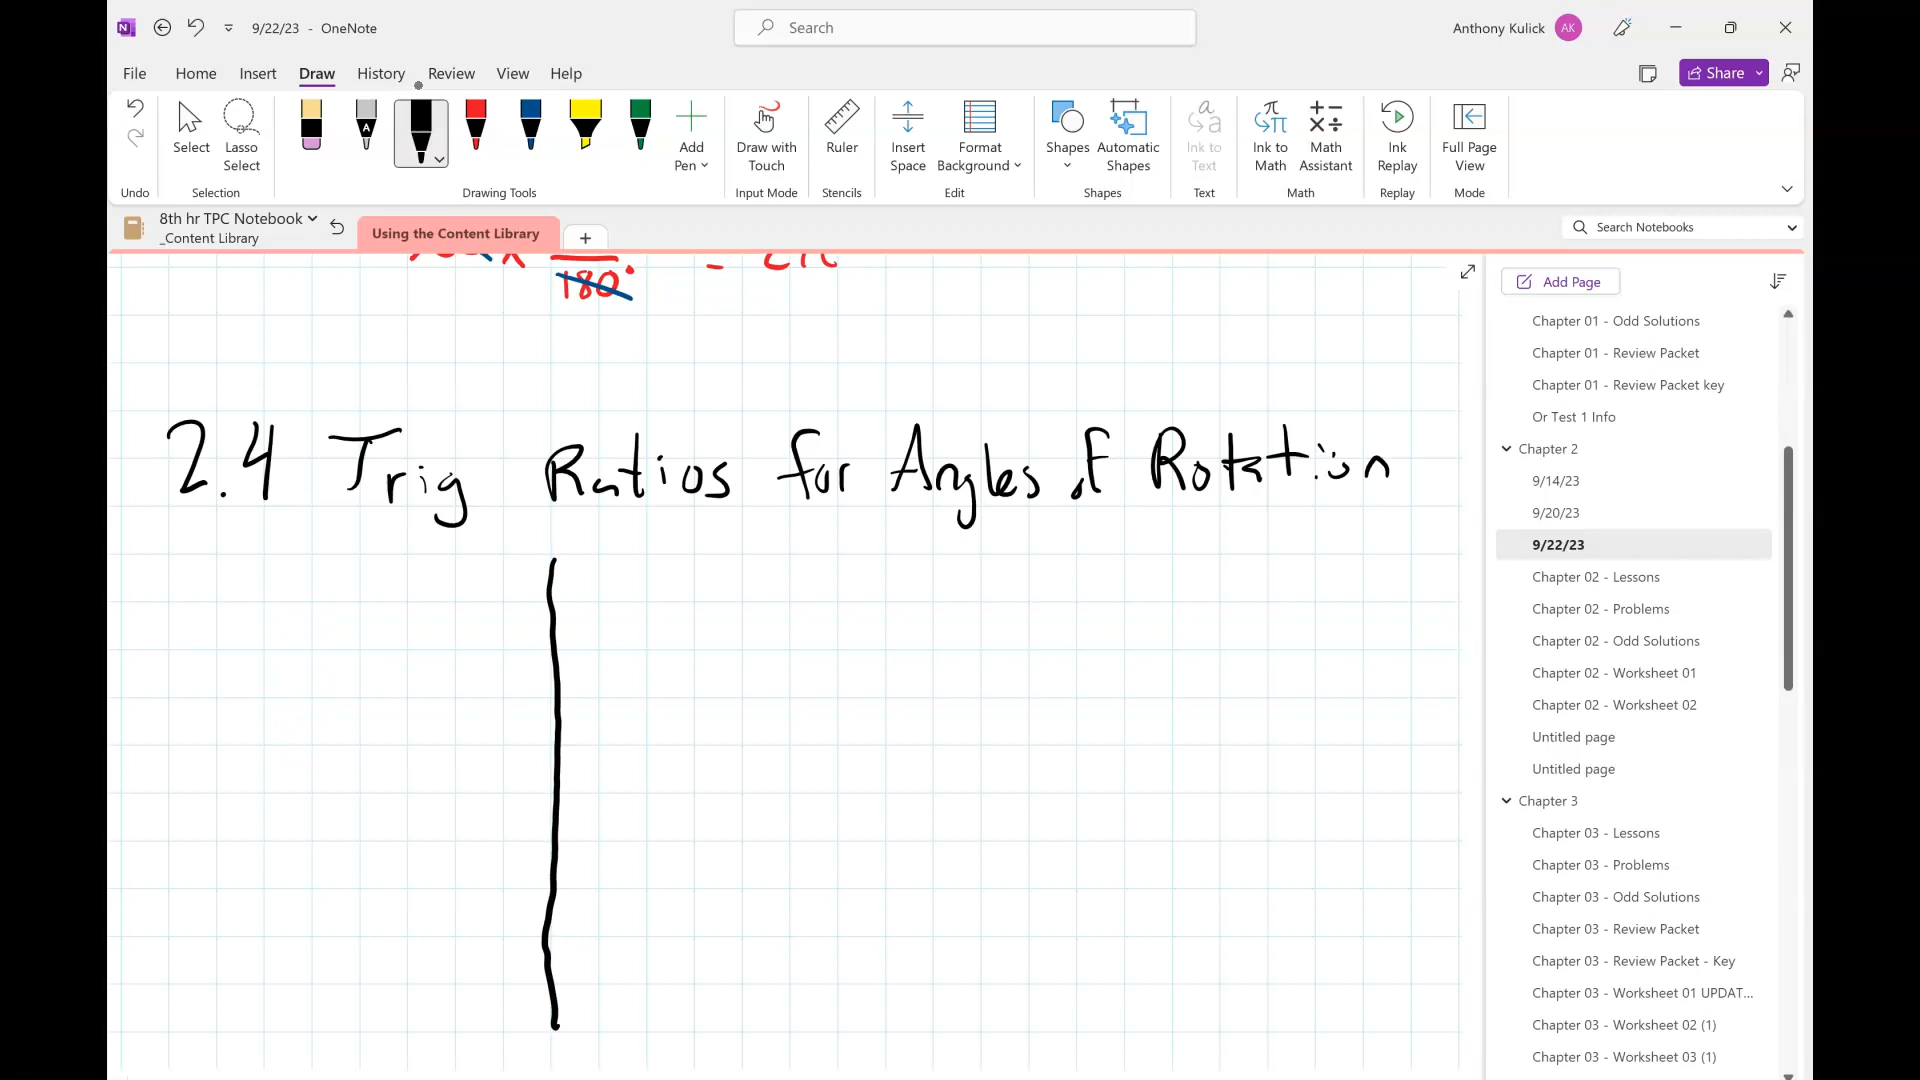 9/22/23 - OneNote
Search
Anthony Kulick AK
File Home Insert Draw History Review View Help
Share
A
Undo
Select
Lasso Select
Selection
Drawing Tools
Add Pen
Draw with Touch
Input Mode
Ruler
Stencils
Insert Space
Format Background
Edit
Shapes
Automatic Shapes
Shapes
Ink to Text
Text
Ink to Math
Math Assistant
Math
Ink Replay
Replay
Full Page View
Mode
8th hr TPC Notebook
_Content Library
Using the Content Library
Search Notebooks
180°
2.4 Trig Ratios for Angles of Rotation
Add Page
Chapter 01 - Odd Solutions
Chapter 01 - Review Packet
Chapter 01 - Review Packet key
Or Test 1 Info
Chapter 2
9/14/23
9/20/23
9/22/23
Chapter 02 - Lessons
Chapter 02 - Problems
Chapter 02 - Odd Solutions
Chapter 02 - Worksheet 01
Chapter 02 - Worksheet 02
Untitled page
Untitled page
Chapter 3
Chapter 03 - Lessons
Chapter 03 - Problems
Chapter 03 - Odd Solutions
Chapter 03 - Review Packet
Chapter 03 - Review Packet - Key
Chapter 03 - Worksheet 01 UPDAT...
Chapter 03 - Worksheet 02 (1)
Chapter 03 - Worksheet 03 (1)